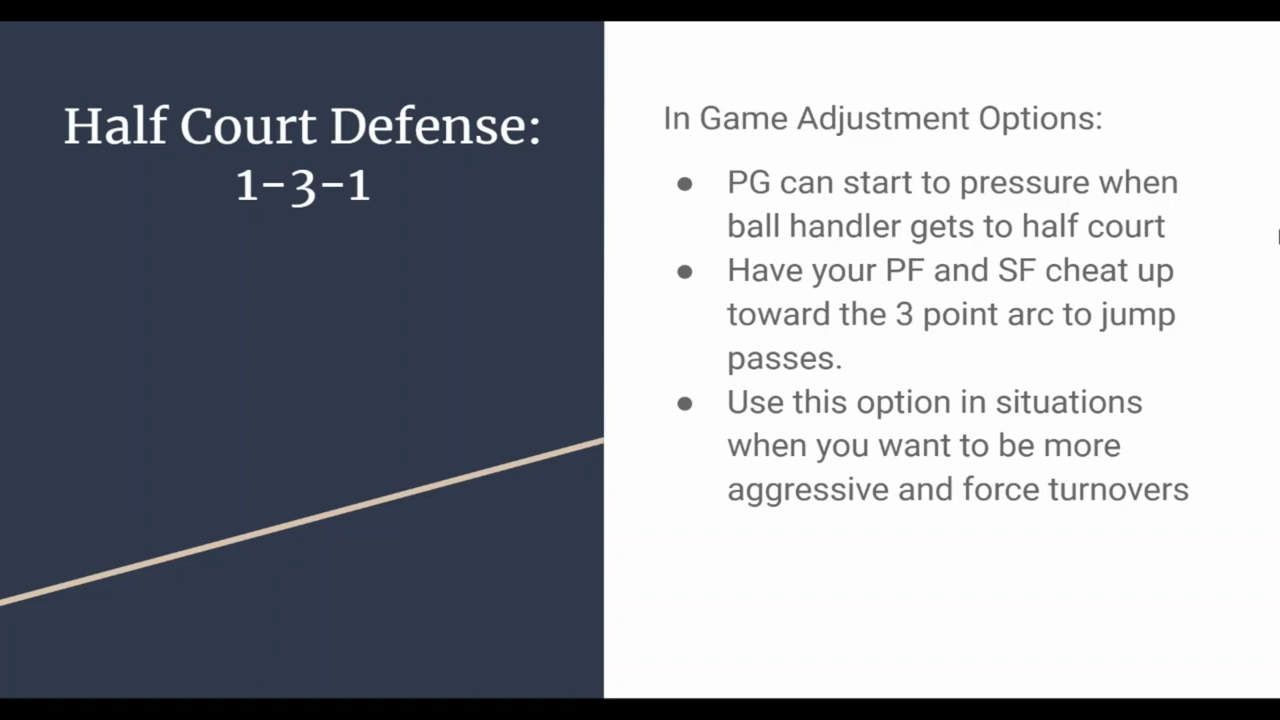 Half Court Defense:
1-3-1
In Game Adjustment Options:
● PG can start to pressure when
ball handler gets to half court
● Have your PF and SF cheat up
toward the 3 point arc to jump
passes.
● Use this option in situations
when you want to be more
aggressive and force turnovers